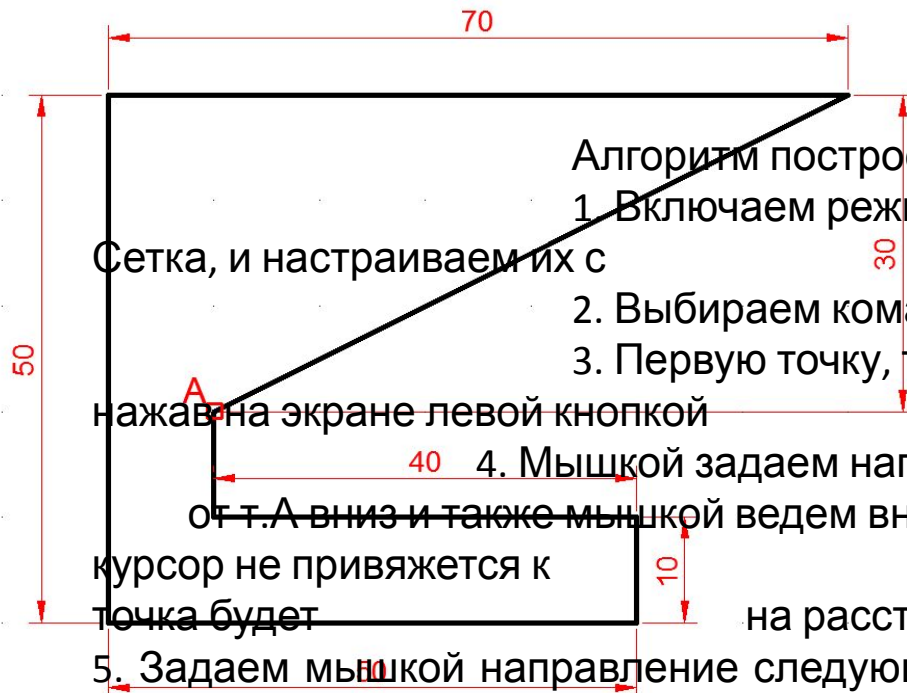 70
Алгоритм постро
1. Включаем реж
Сетка, и настраиваем их с
30
2. Выбираем ком
50
3. Первую точку,
А
нажав на экране левой кнопкой
40 4. Мышкой задаем нап
от т.А вниз и также мышкой ведем вн
курсор не привяжется к
10
точка будет на расст
5. Задаем мышкой направление следую